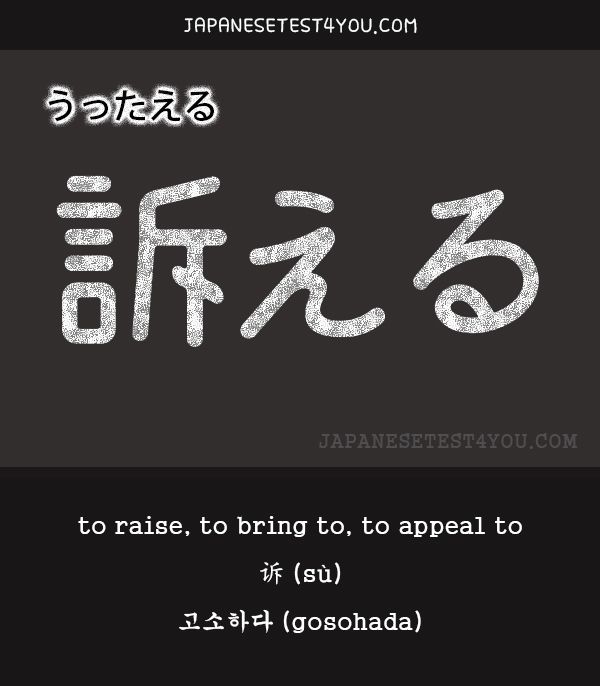 JAPANESETEST4YOU.COM
うったえる
訴える
JAPANESETEST4YOU.COM
to raise, to bring to, to appeal to
诉 (sù)
고소하다 (gosohada)